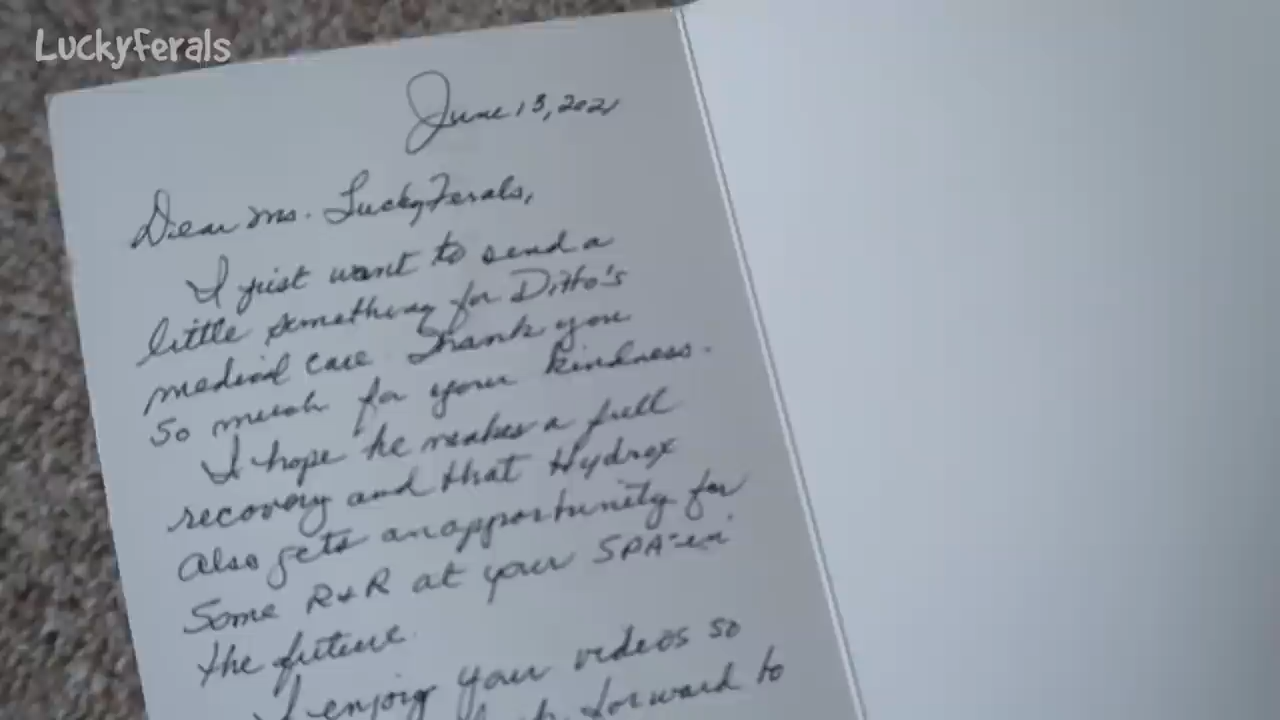 LuckyFerals
June 13, 2021
Dear Ms. LuckyFerals,
I just want to send a
little something for Ditto's
medical care Thank you
so much for your kindness.
I hope he makes a full
recovery and that Hydrox
also gets an opportunity for
Some R&R at your SPA in
the future.
I enjoy your videos so
forward to